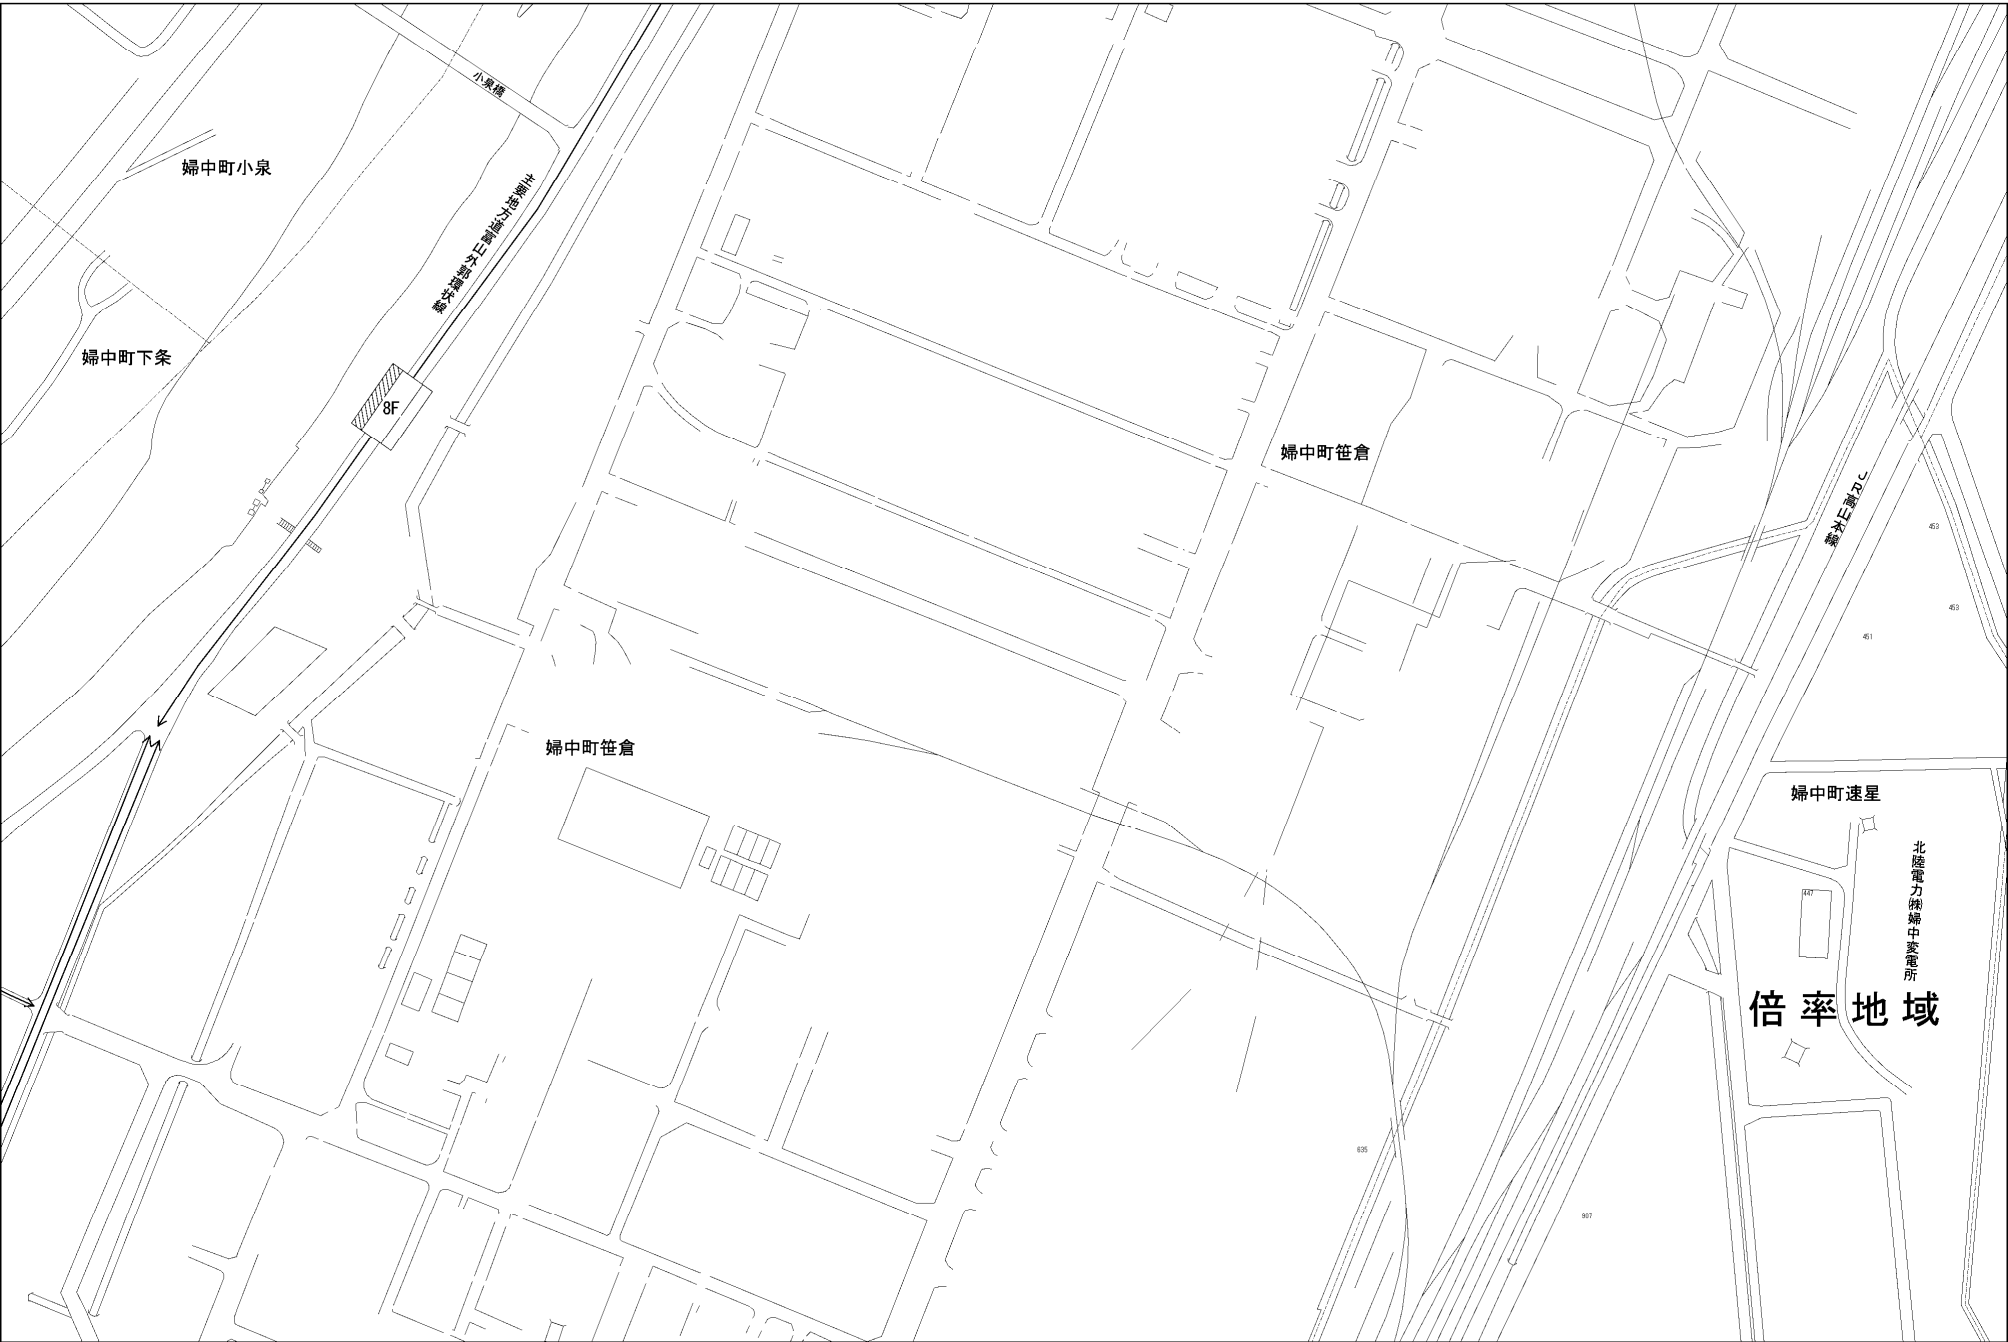 小泉橋
婦中町小泉
主要地方道富山外郭環状線
婦中町下条
8F
婦中町笹倉
JR高山本線
453
453
451
婦中町笹倉
婦中町速星
北陸電力㈱婦中変電所
447
倍率地域
635
907